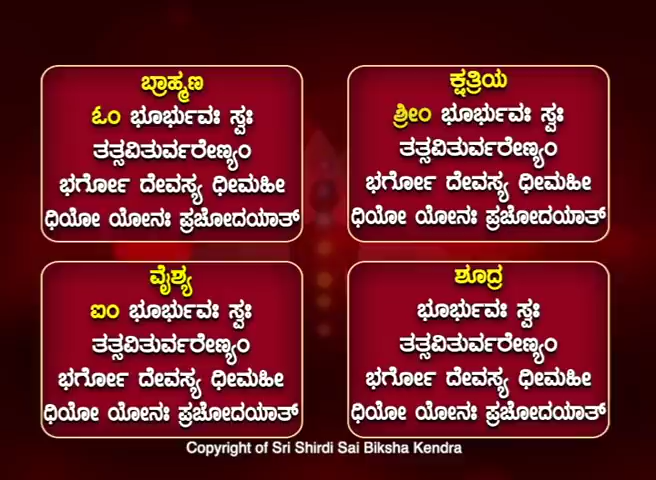 ಬ್ರಾಹ್ಮಣ
ಓಂ ಭೂರ್ಭುವಃ ಸ್ವಃ
ತತ್ಸವಿತುರ್ವರೇಣ್ಯಂ
ಭರ್ಗೋ ದೇವಸ್ಯ ಧೀಮಹೀ
ಧಿಯೋ ಯೋನಃ ಪ್ರಚೋದಯಾತ್
ಕ್ಷತ್ರಿಯ
ಶ್ರೀಂ ಭೂರ್ಭುವಃ ಸ್ವಃ
ತತ್ಸವಿತುರ್ವರೇಣ್ಯಂ
ಭರ್ಗೋ ದೇವಸ್ಯ ಧೀಮಹೀ
ಧಿಯೋ ಯೋನಃ ಪ್ರಚೋದಯಾತ್
ವೈಶ್ಯ
ಐಂ ಭೂರ್ಭುವಃ ಸ್ವಃ
ತತ್ಸವಿತುರ್ವರೇಣ್ಯಂ
ಭರ್ಗೋ ದೇವಸ್ಯ ಧೀಮಹೀ
ಧಿಯೋ ಯೋನಃ ಪ್ರಚೋದಯಾತ್
ಶೂದ್ರ
ಭೂರ್ಭುವಃ ಸ್ವಃ
ತತ್ಸವಿತುರ್ವರೇಣ್ಯಂ
ಭರ್ಗೋ ದೇವಸ್ಯ ಧೀಮಹೀ
ಧಿಯೋ ಯೋನಃ ಪ್ರಚೋದಯಾತ್
Copyright of Sri Shirdi Sai Biksha Kendra